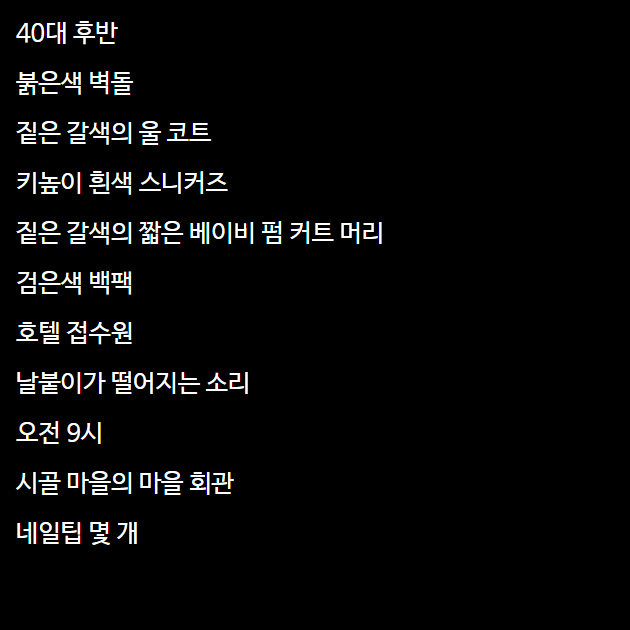 40대 후반
붉은색 벽돌
짙은 갈색의 울 코트
키높이 흰색 스니커즈
짙은 갈색의 짧은 베이비 펌 커트 머리
검은색 백팩
호텔 접수원
날붙이가 떨어지는 소리
오전 9시
시골 마을의 마을 회관
네일팁 몇 개